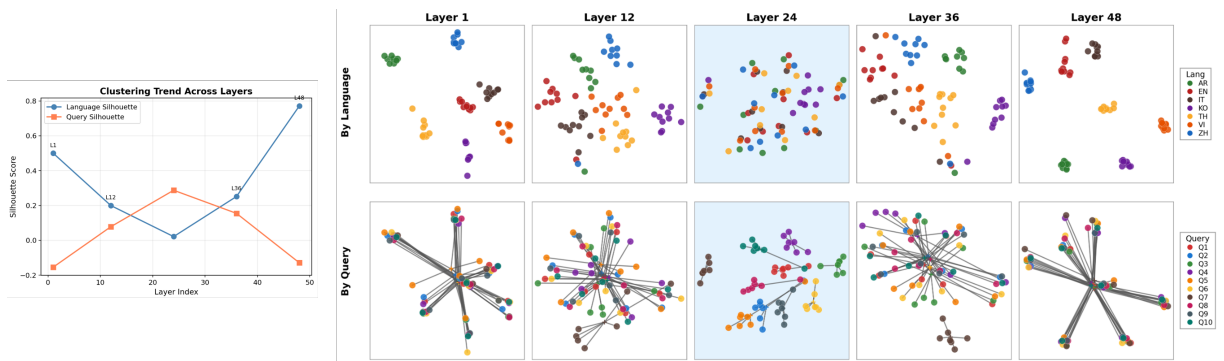 Clustering Trend Across Layers
Language Silhouette
Query Silhouette
L1
L12
L36
L48
Silhouette Score
0.8
0.6
0.4
0.2
0.0
−0.2
0 10 20 30 40 50
Layer Index
Layer 1 Layer 12 Layer 24 Layer 36 Layer 48
By Language
Lang
AR
EN
IT
KO
TH
VI
ZH
By Query
Query
Q1
Q2
Q3
Q4
Q5
Q6
Q7
Q8
Q9
Q10